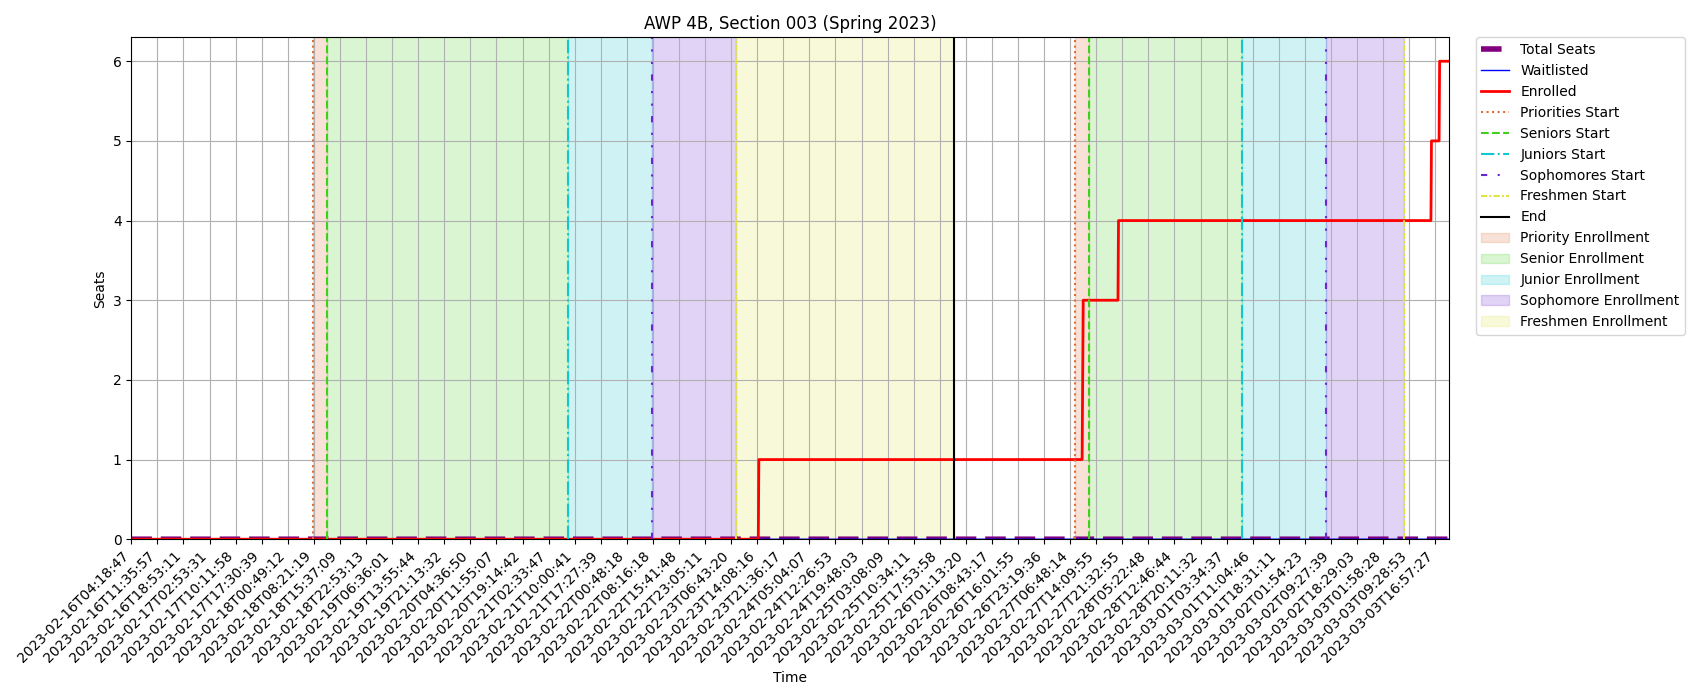 AWP 4B, Section 003 (Spring 2023)
Seats
6
5
4
3
2
1
0
2023-02-16T04:18:47
2023-02-16T11:35:57
2023-02-16T18:53:11
2023-02-17T02:53:31
2023-02-17T10:11:58
2023-02-17T17:30:39
2023-02-18T00:49:12
2023-02-18T08:21:19
2023-02-18T15:37:09
2023-02-18T22:53:13
2023-02-19T06:36:01
2023-02-19T13:55:44
2023-02-19T21:13:32
2023-02-20T04:36:50
2023-02-20T11:55:07
2023-02-20T19:14:42
2023-02-21T02:33:47
2023-02-21T10:00:41
2023-02-21T17:27:39
2023-02-22T00:48:18
2023-02-22T08:16:18
2023-02-22T15:41:48
2023-02-22T23:05:11
2023-02-23T06:43:20
2023-02-23T14:08:16
2023-02-23T21:36:17
2023-02-24T05:04:07
2023-02-24T12:26:53
2023-02-24T19:48:03
2023-02-25T03:08:09
2023-02-25T10:34:11
2023-02-25T17:53:58
2023-02-26T01:13:20
2023-02-26T08:43:17
2023-02-26T16:01:55
2023-02-26T23:19:36
2023-02-27T06:48:14
2023-02-27T14:09:55
2023-02-27T21:32:55
2023-02-28T05:22:48
2023-02-28T12:46:44
2023-02-28T20:11:32
2023-03-01T03:34:37
2023-03-01T11:04:46
2023-03-01T18:31:11
2023-03-02T01:54:23
2023-03-02T09:27:39
2023-03-02T18:29:03
2023-03-03T01:58:28
2023-03-03T09:28:53
2023-03-03T16:57:27
Time
Total Seats
Waitlisted
Enrolled
Priorities Start
Seniors Start
Juniors Start
Sophomores Start
Freshmen Start
End
Priority Enrollment
Senior Enrollment
Junior Enrollment
Sophomore Enrollment
Freshmen Enrollment